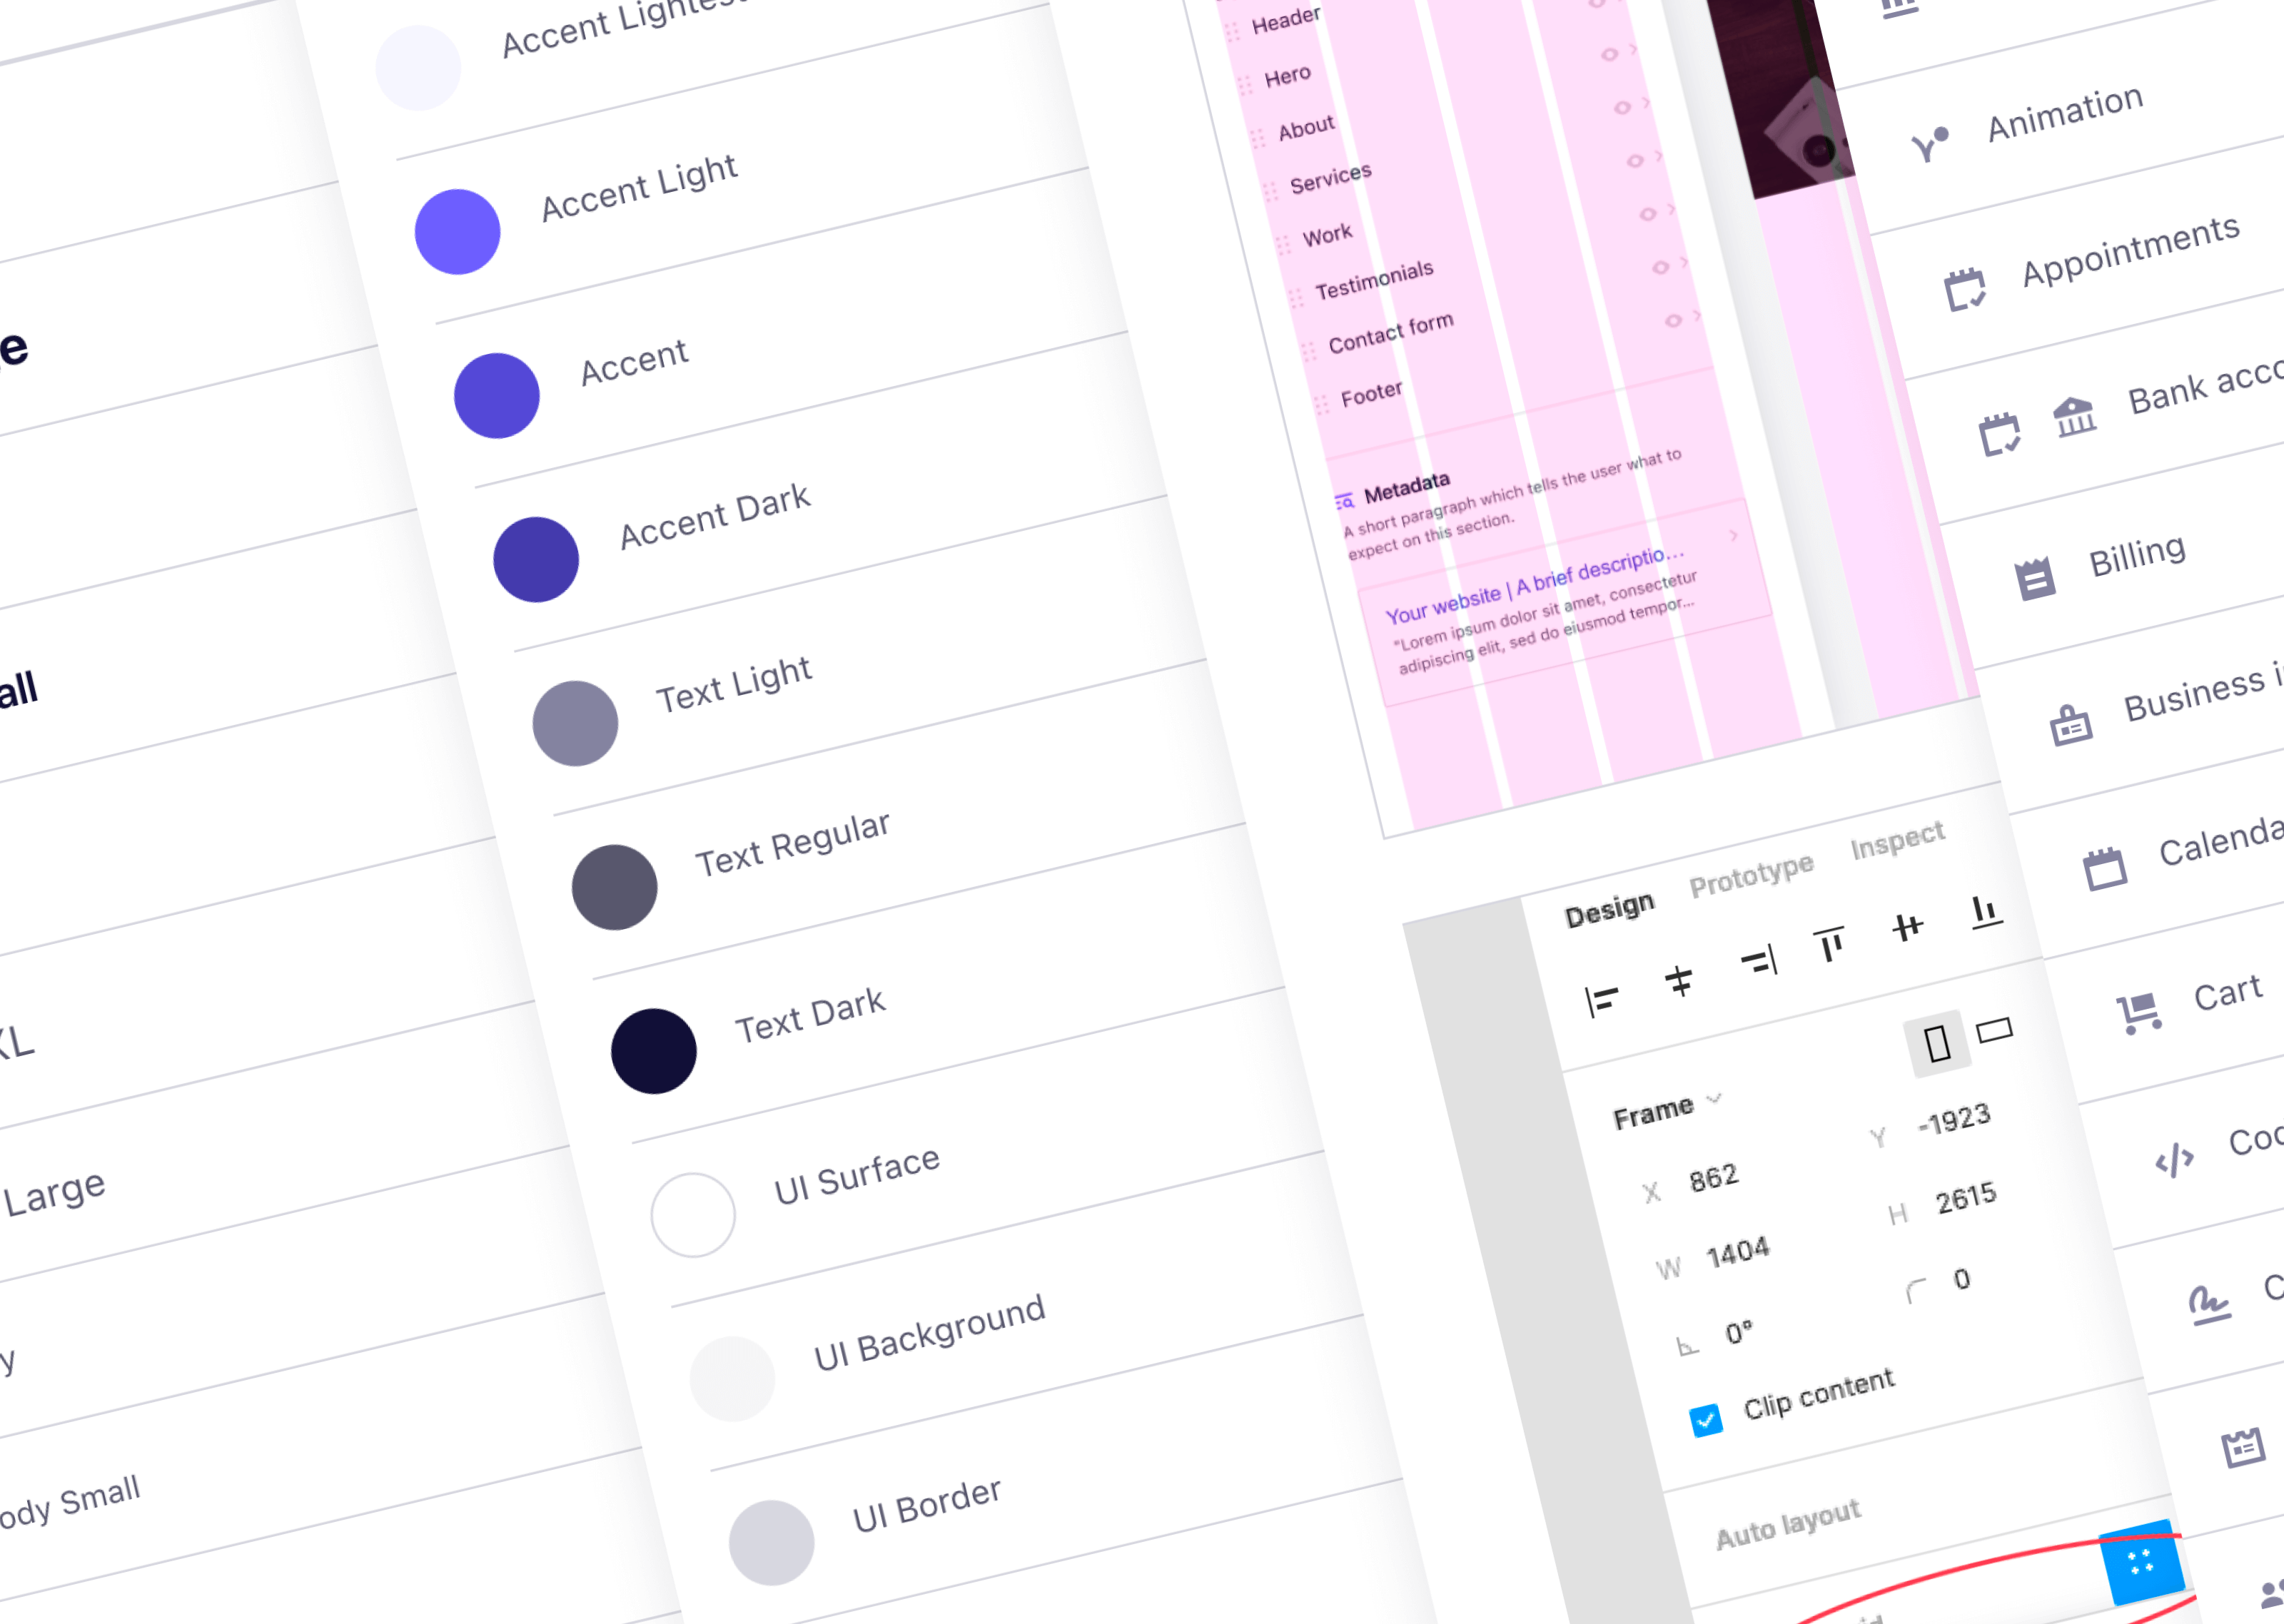 Large
ody Small
Accent Lightest
Accent Light
Accent
Accent Dark
Text Light
Text Regular
Text Dark
UI Surface
UI Background
UI Border
Header
Hero
About
Services
Work
Testimonials
Contact form
Footer
Metadata
A short paragraph which tells the user what to
expect on this section.
Your website | A brief descriptio...
"Lorem ipsum dolor sit amet, consectetur
adipiscing elit, sed do eiusmod tempor...
Design Prototype Inspect
Frame
X 862 Y -1923
W 1404 H 2615
0° 0
Clip content
Auto layout
Animation
Appointments
Bank acco
Billing
Business i
Calenda
Cart